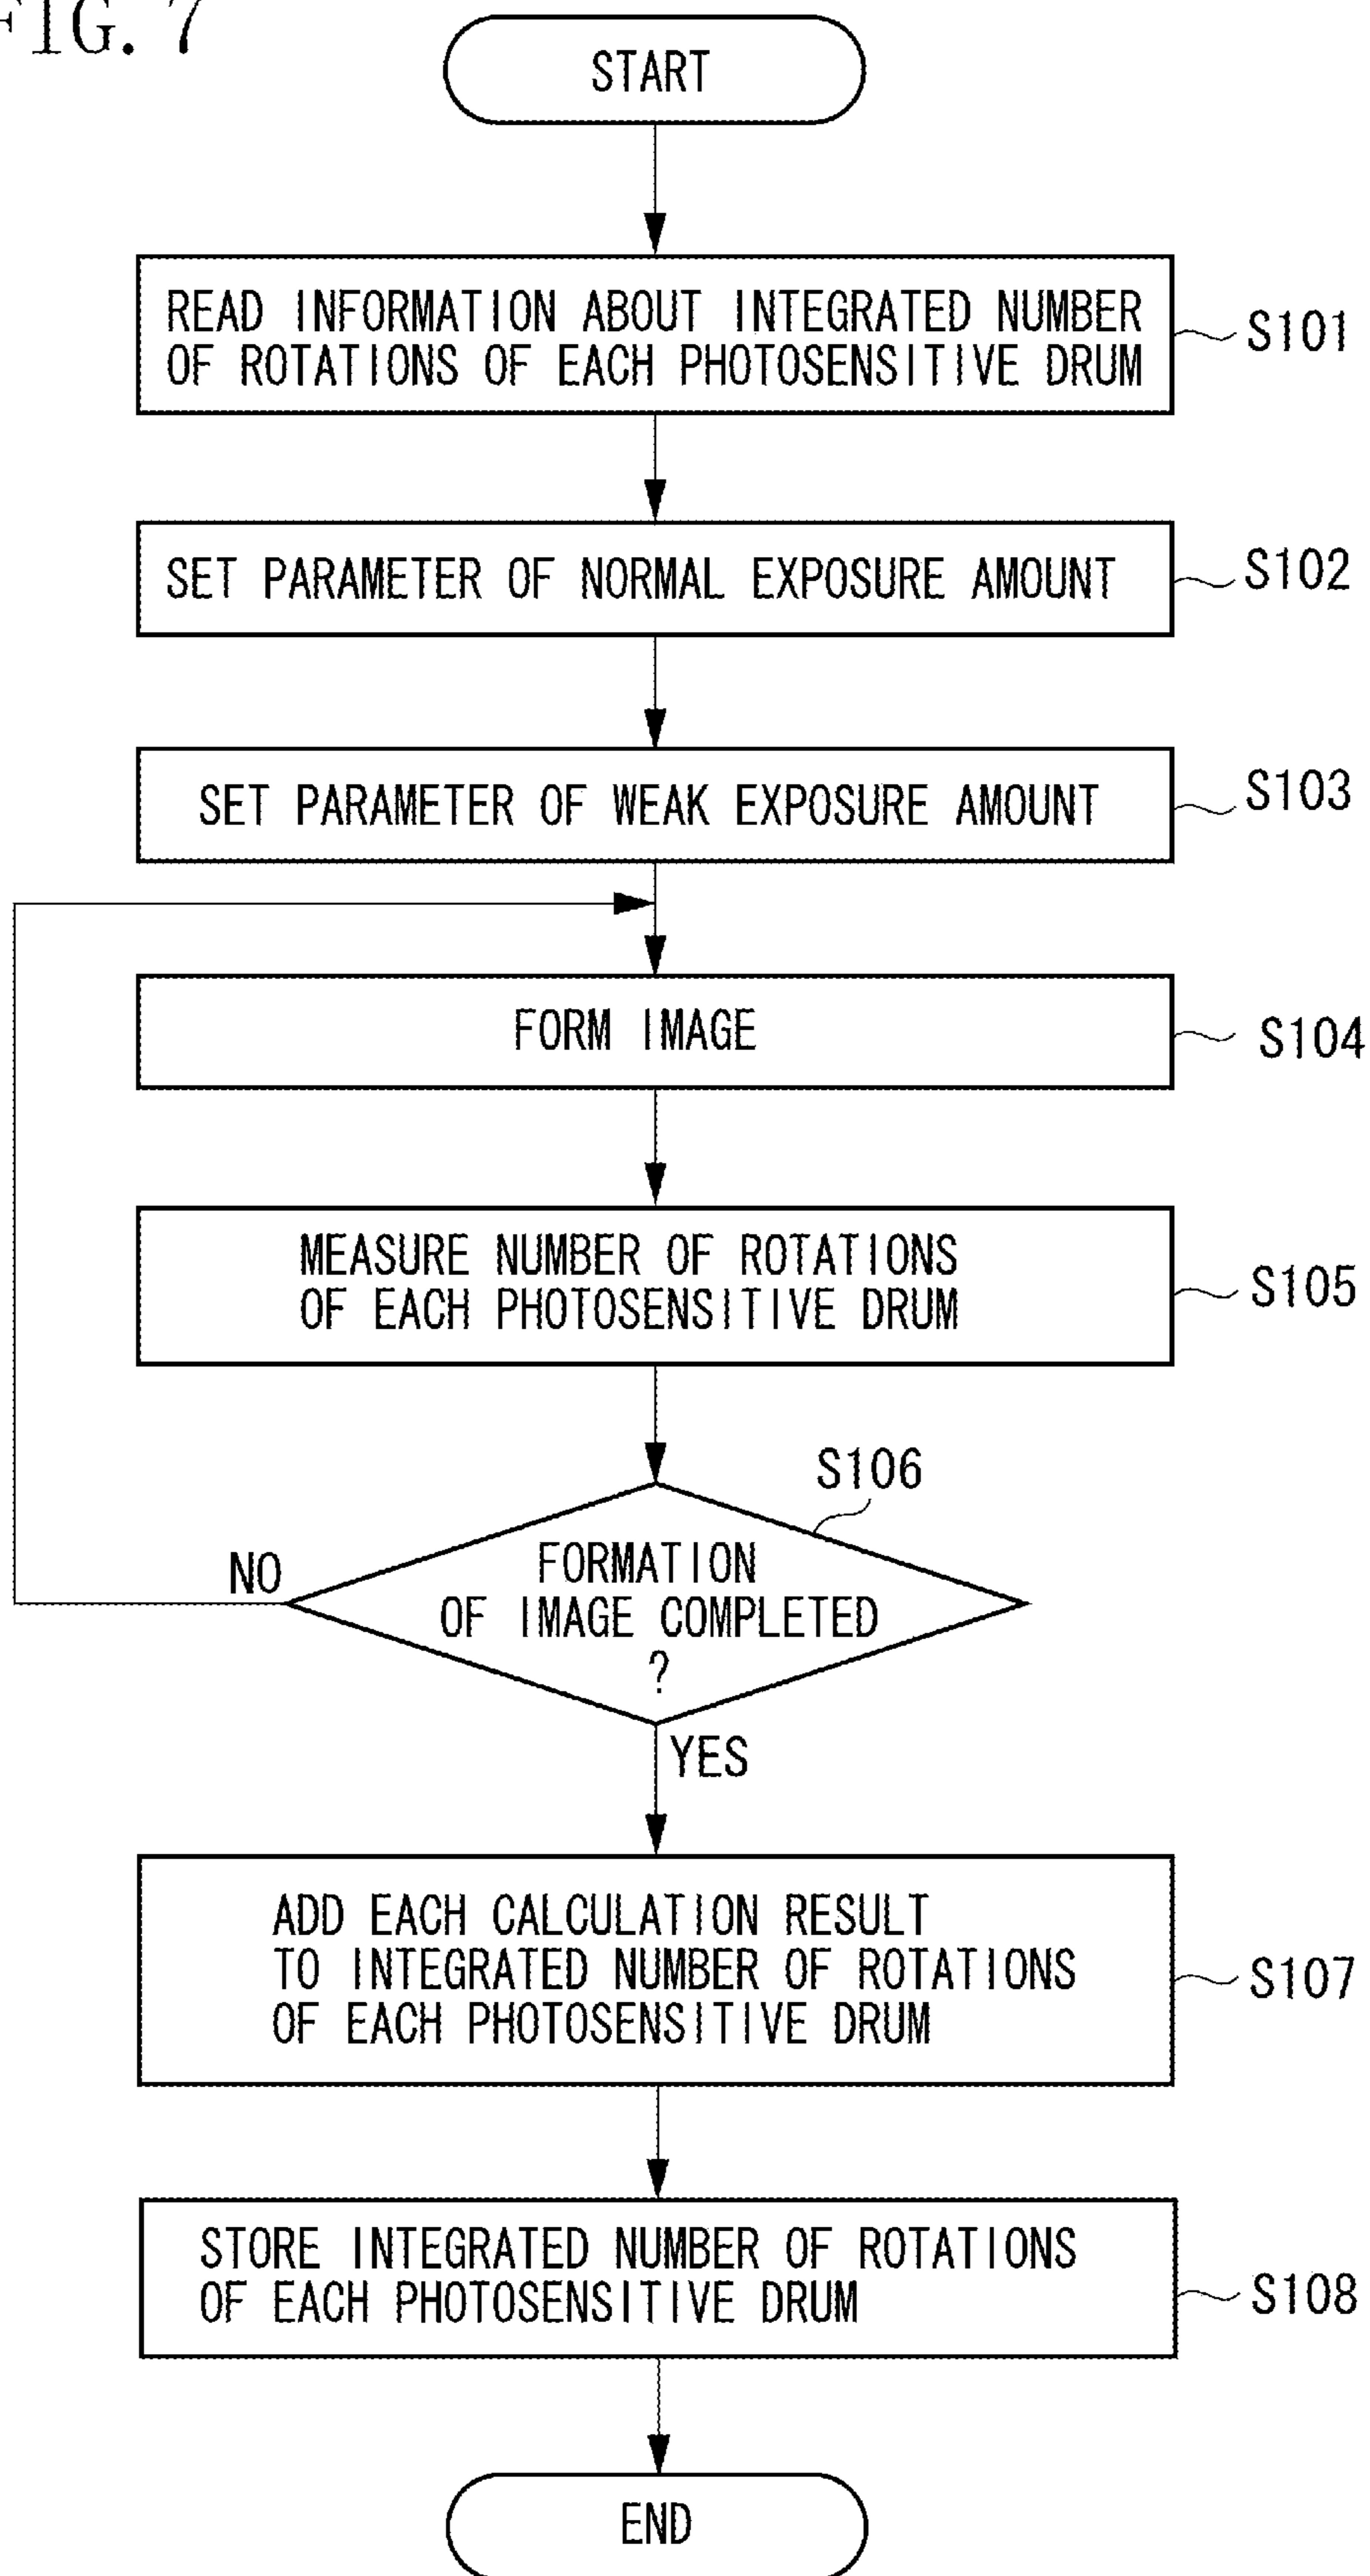 FIG. 7
START
READ INFORMATION ABOUT INTEGRATED NUMBER
OF ROTATIONS OF EACH PHOTOSENSITIVE DRUM
S101
SET PARAMETER OF NORMAL EXPOSURE AMOUNT
S102
SET PARAMETER OF WEAK EXPOSURE AMOUNT
S103
FORM IMAGE
S104
MEASURE NUMBER OF ROTATIONS
OF EACH PHOTOSENSITIVE DRUM
S105
S106
FORMATION
OF IMAGE COMPLETED
?
NO
YES
ADD EACH CALCULATION RESULT
TO INTEGRATED NUMBER OF ROTATIONS
OF EACH PHOTOSENSITIVE DRUM
S107
STORE INTEGRATED NUMBER OF ROTATIONS
OF EACH PHOTOSENSITIVE DRUM
S108
END